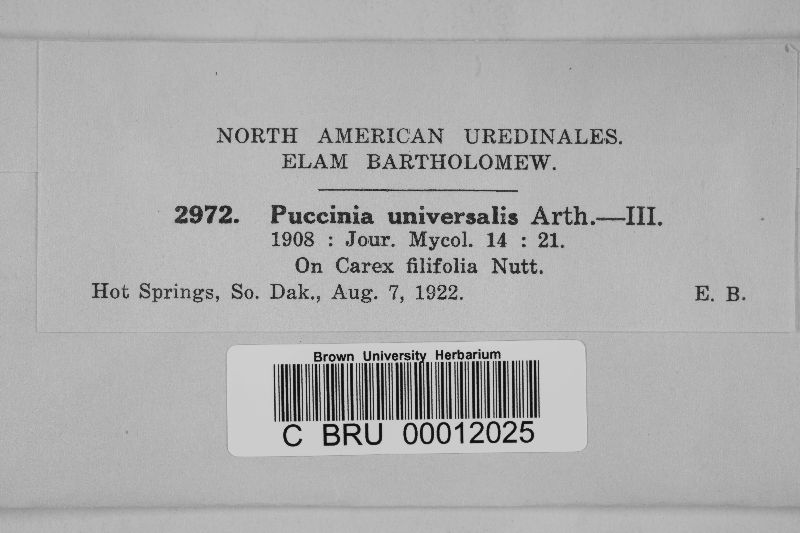 NORTH AMERICAN UREDINALES.
ELAM BARTHOLOMEW.
2972. Puccinia universalis Arth.—III.
1908 : Jour. Mycol. 14 : 21.
On Carex filifolia Nutt.
Hot Springs, So. Dak., Aug. 7, 1922. E. B.
Brown University Herbarium
C BRU 00012025